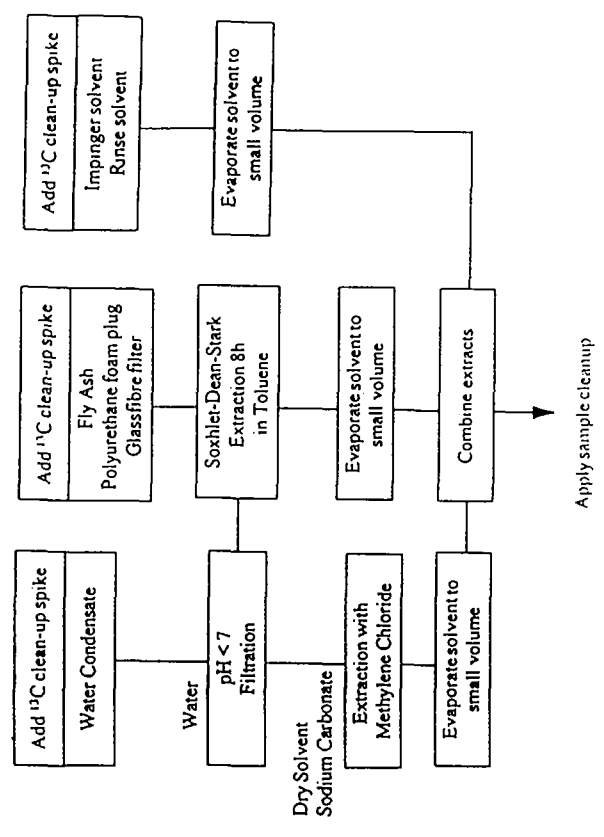 Add ¹³C clean-up spike
Water Condensate
Water
pH < 7
Filtration
Dry Solvent
Sodium Carbonate
Extraction with
Methylene Chloride
Evaporate solvent to
small volume
Add ¹³C clean-up spike
Fly Ash
Polyurethane foam plug
Glassfibre filter
Soxhlet-Dean-Stark
Extraction 8h
in Toluene
Evaporate solvent to
small volume
Combine extracts
Add ¹³C clean-up spike
Impinger solvent
Rinse solvent
Evaporate solvent to
small volume
Apply sample cleanup